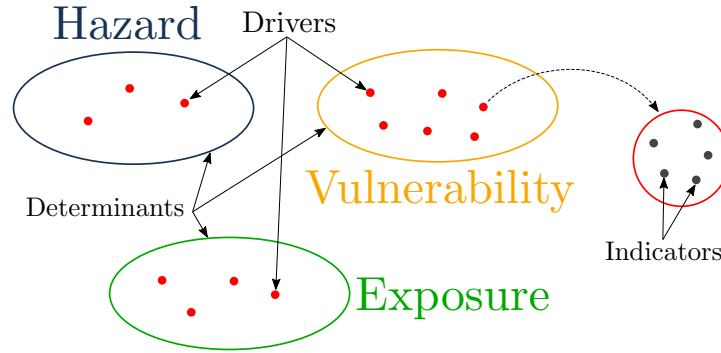 Hazard
Drivers
Vulnerability
Determinants
Indicators
Exposure